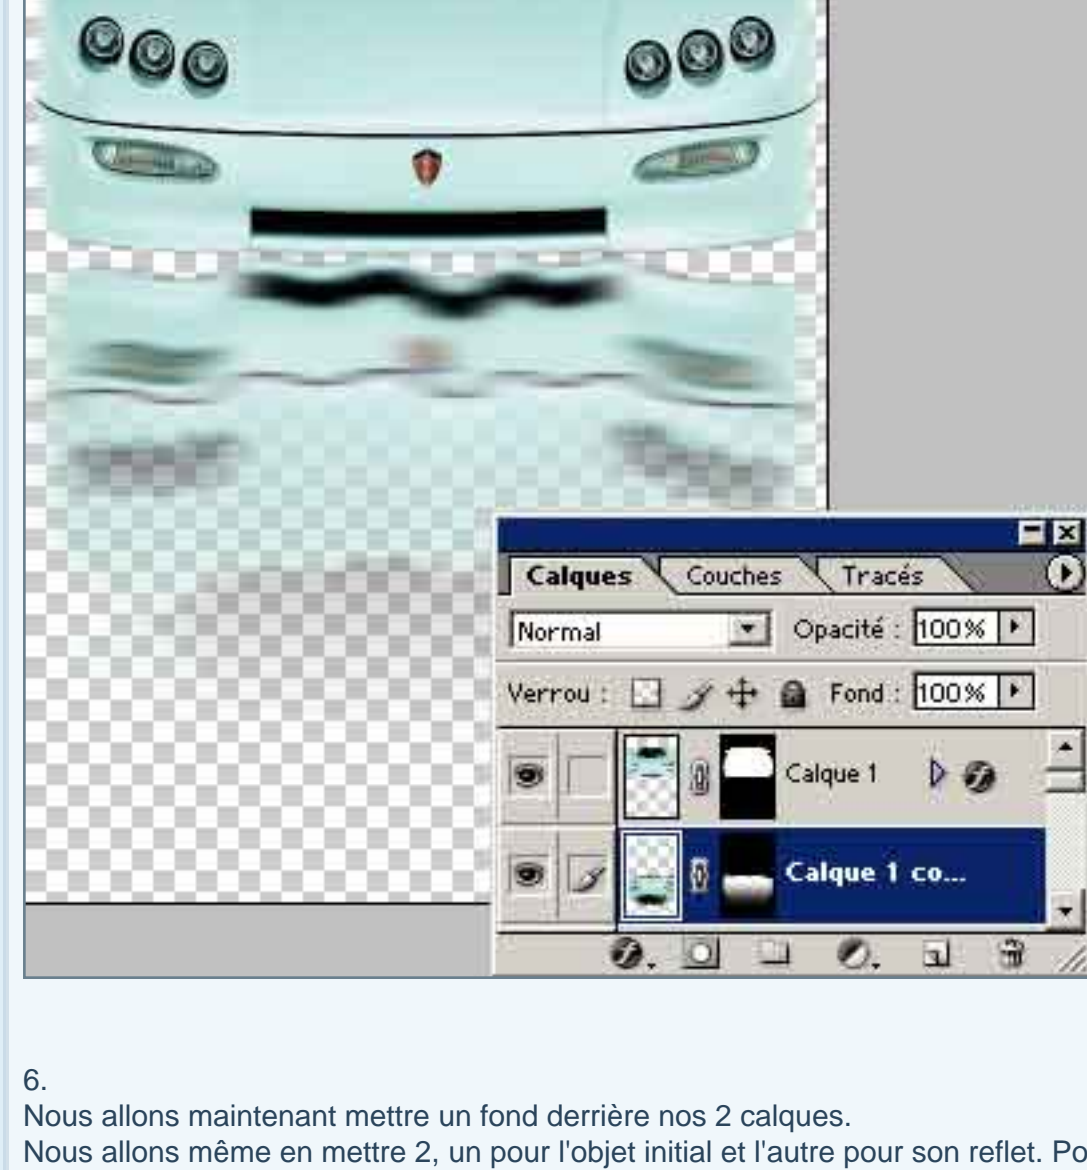 Calques Couches Tracés
Normal Opacité : 100%
Verrou : Fond : 100%
Calque 1
Calque 1 co...
6.
Nous allons maintenant mettre un fond derrière nos 2 calques.
Nous allons même en mettre 2, un pour l'objet initial et l'autre pour son reflet. Po